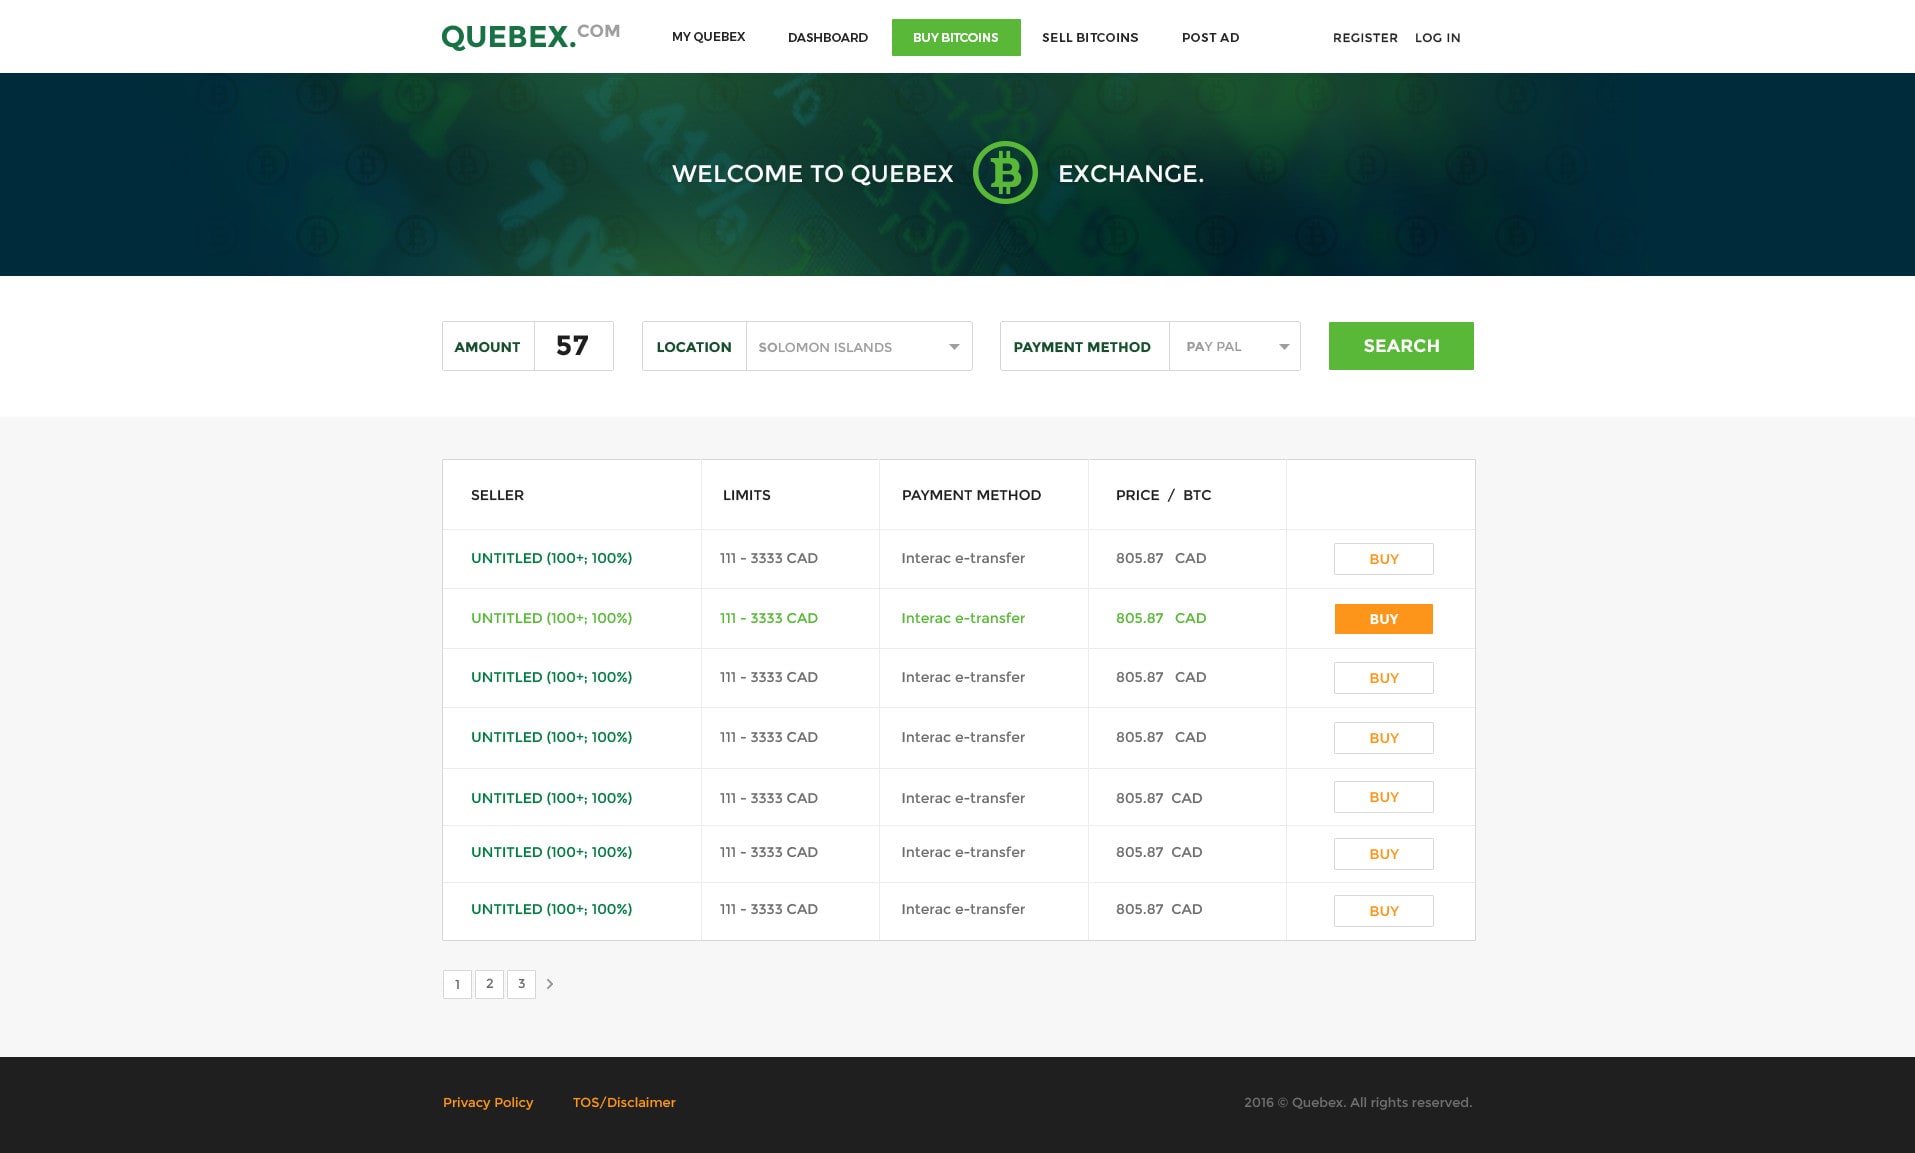 QUEBEX.COM MY QUEBEX DASHBOARD BUY BITCOINS SELL BITCOINS POST AD REGISTER LOG IN
WELCOME TO QUEBEX EXCHANGE.
AMOUNT 57 LOCATION SOLOMON ISLANDS PAYMENT METHOD PAY PAL SEARCH
SELLER LIMITS PAYMENT METHOD PRICE / BTC
UNTITLED (100+; 100%) 111 - 3333 CAD Interac e-transfer 805.87 CAD BUY
UNTITLED (100+; 100%) 111 - 3333 CAD Interac e-transfer 805.87 CAD BUY
UNTITLED (100+; 100%) 111 - 3333 CAD Interac e-transfer 805.87 CAD BUY
UNTITLED (100+; 100%) 111 - 3333 CAD Interac e-transfer 805.87 CAD BUY
UNTITLED (100+; 100%) 111 - 3333 CAD Interac e-transfer 805.87 CAD BUY
UNTITLED (100+; 100%) 111 - 3333 CAD Interac e-transfer 805.87 CAD BUY
UNTITLED (100+; 100%) 111 - 3333 CAD Interac e-transfer 805.87 CAD BUY
1 2 3 >
Privacy Policy TOS/Disclaimer 2016 © Quebex. All rights reserved.